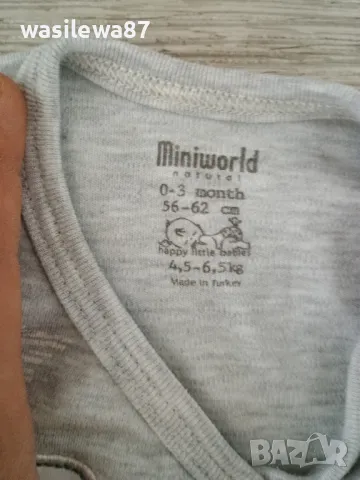 wasilewa87
Miniworld
natural
0-3 month
56-62 cm
happy little babies
4,5-6,5kg
Made in Turkey
BAZAR